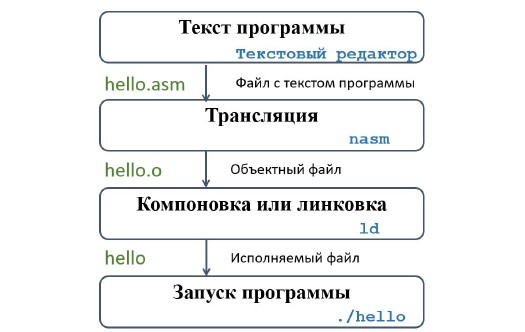 Текст программы
Текстовый редактор
hello.asm Файл с текстом программы
Трансляция
nasm
hello.o Объектный файл
Компоновка или линковка
ld
hello Исполняемый файл
Запуск программы
./hello